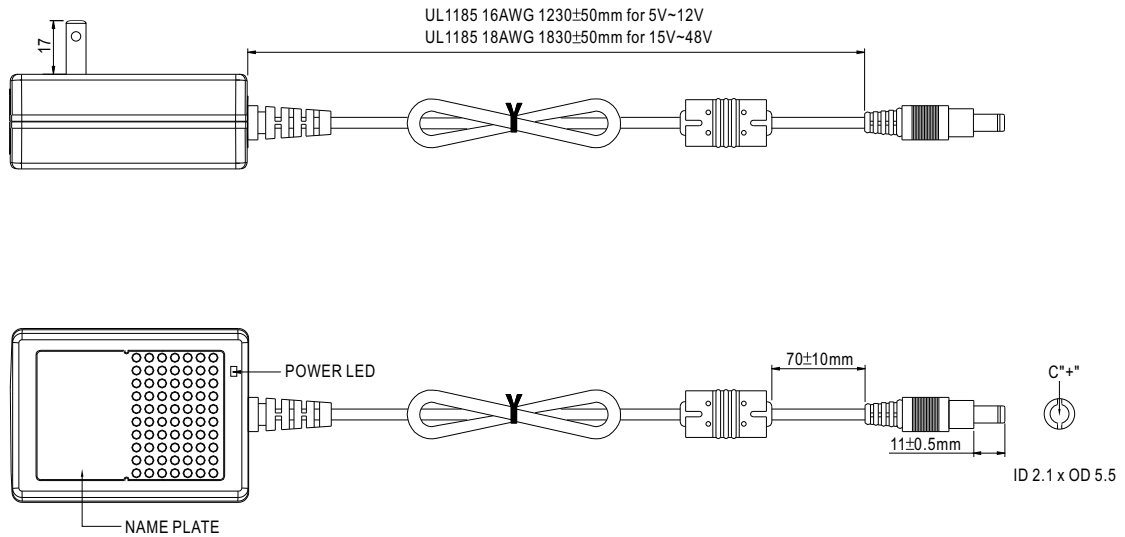 UL1185 16AWG 1230±50mm for 5V~12V
UL1185 18AWG 1830±50mm for 15V~48V
17
POWER LED
70±10mm
C"+"
11±0.5mm
ID 2.1 x OD 5.5
NAME PLATE